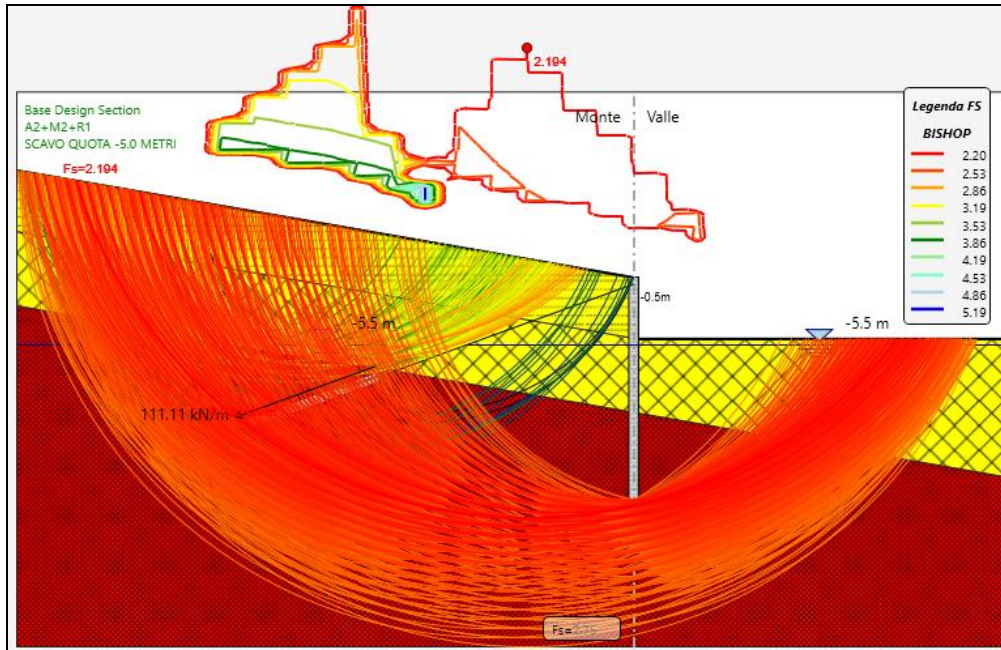 2.194
Base Design Section
A2+M2+R1
SCAVO QUOTA -5.0 METRI
Fs=2.194
Monte
Valle
Legenda FS
BISHOP
2.20
2.53
2.86
3.19
3.53
3.86
4.19
4.53
4.86
5.19
-0.5m
-5.5 m
-5.5 m
111.11 kN/m
Fs=